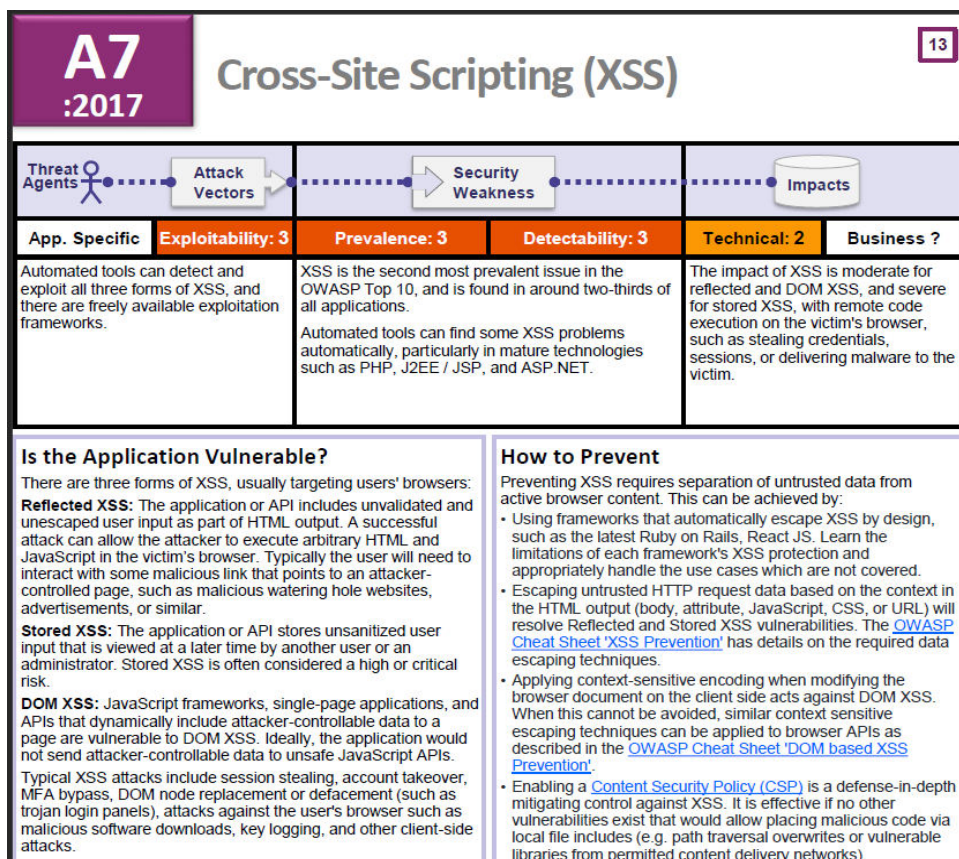 A7
:2017
Cross-Site Scripting (XSS)
13
Threat
Agents
Attack
Vectors
Security
Weakness
Impacts
App. Specific
Exploitability: 3
Prevalence: 3
Detectability: 3
Technical: 2
Business ?
Automated tools can detect and
exploit all three forms of XSS, and
there are freely available exploitation
frameworks.
XSS is the second most prevalent issue in the
OWASP Top 10, and is found in around two-thirds of
all applications.
Automated tools can find some XSS problems
automatically, particularly in mature technologies
such as PHP, J2EE / JSP, and ASP.NET.
The impact of XSS is moderate for
reflected and DOM XSS, and severe
for stored XSS, with remote code
execution on the victim's browser,
such as stealing credentials,
sessions, or delivering malware to the
victim.
Is the Application Vulnerable?
There are three forms of XSS, usually targeting users' browsers:
Reflected XSS: The application or API includes unvalidated and
unescaped user input as part of HTML output. A successful
attack can allow the attacker to execute arbitrary HTML and
JavaScript in the victim's browser. Typically the user will need to
interact with some malicious link that points to an attacker-
controlled page, such as malicious watering hole websites,
advertisements, or similar.
Stored XSS: The application or API stores unsanitized user
input that is viewed at a later time by another user or an
administrator. Stored XSS is often considered a high or critical
risk.
DOM XSS: JavaScript frameworks, single-page applications, and
APIs that dynamically include attacker-controllable data to a
page are vulnerable to DOM XSS. Ideally, the application would
not send attacker-controllable data to unsafe JavaScript APIs.
Typical XSS attacks include session stealing, account takeover,
MFA bypass, DOM node replacement or defacement (such as
trojan login panels), attacks against the user's browser such as
malicious software downloads, key logging, and other client-side
attacks.
How to Prevent
Preventing XSS requires separation of untrusted data from
active browser content. This can be achieved by:
• Using frameworks that automatically escape XSS by design,
such as the latest Ruby on Rails, React JS. Learn the
limitations of each framework's XSS protection and
appropriately handle the use cases which are not covered.
• Escaping untrusted HTTP request data based on the context in
the HTML output (body, attribute, JavaScript, CSS, or URL) will
resolve Reflected and Stored XSS vulnerabilities. The OWASP
Cheat Sheet 'XSS Prevention' has details on the required data
escaping techniques.
• Applying context-sensitive encoding when modifying the
browser document on the client side acts against DOM XSS.
When this cannot be avoided, similar context sensitive
escaping techniques can be applied to browser APIs as
described in the OWASP Cheat Sheet 'DOM based XSS
Prevention'.
• Enabling a Content Security Policy (CSP) is a defense-in-depth
mitigating control against XSS. It is effective if no other
vulnerabilities exist that would allow placing malicious code via
local file includes (e.g. path traversal overwrites or vulnerable
libraries from permitted content delivery networks)